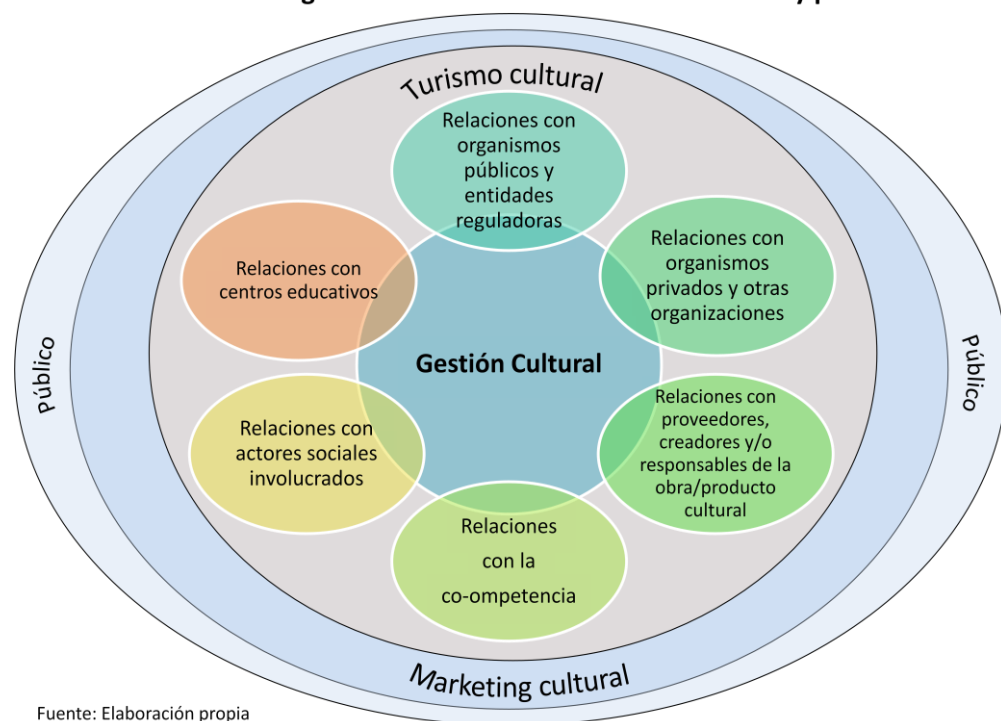 Turismo cultural
Relaciones con
organismos
públicos y
entidades
reguladoras
Relaciones con
organismos
privados y otras
organizaciones
Relaciones con
centros educativos
Gestión Cultural
Público
Público
Relaciones con
proveedores,
creadores y/o
responsables de la
obra/producto
cultural
Relaciones con
actores sociales
involucrados
Relaciones
con la
co-ompetencia
Marketing cultural
Fuente: Elaboración propia